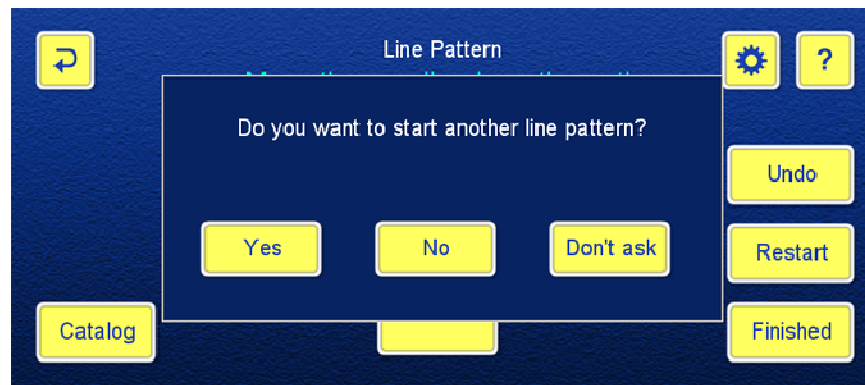 Line Pattern
?
Do you want to start another line pattern?
Undo
Yes No Don't ask
Restart
Catalog
Finished